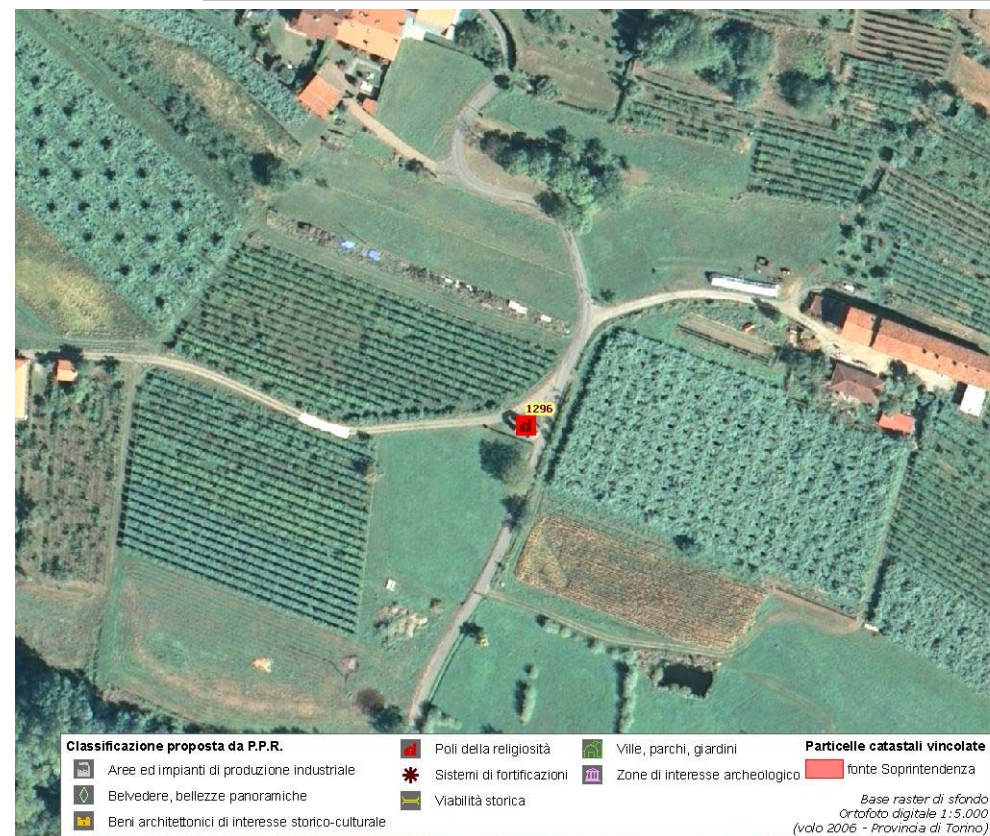 1296
Classificazione proposta da P.P.R.
Aree ed impianti di produzione industriale
Belvedere, bellezze panoramiche
Beni architettonici di interesse storico-culturale
Poli della religiosità
Sistemi di fortificazioni
Viabilità storica
Ville, parchi, giardini
Zone di interesse archeologico
Particelle catastali vincolate
fonte Soprintendenza
Base raster di sfondo
Ortofoto digitale 1:5.000
(volo 2006 - Provincia di Torino)